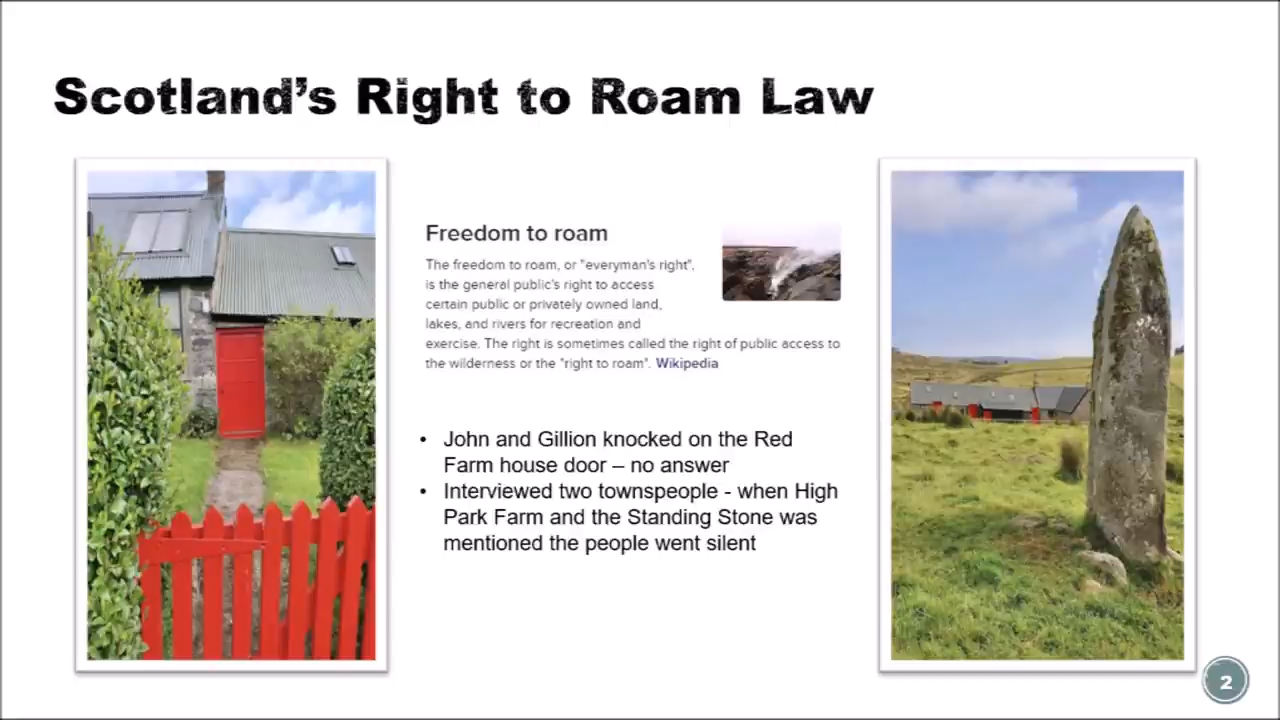 Scotland's Right to Roam Law
Freedom to roam
The freedom to roam, or "everyman's right",
is the general public's right to access
certain public or privately owned land,
lakes, and rivers for recreation and
exercise. The right is sometimes called the right of public access to
the wilderness or the "right to roam". Wikipedia
• John and Gillion knocked on the Red
Farm house door – no answer
• Interviewed two townspeople - when High
Park Farm and the Standing Stone was
mentioned the people went silent
2